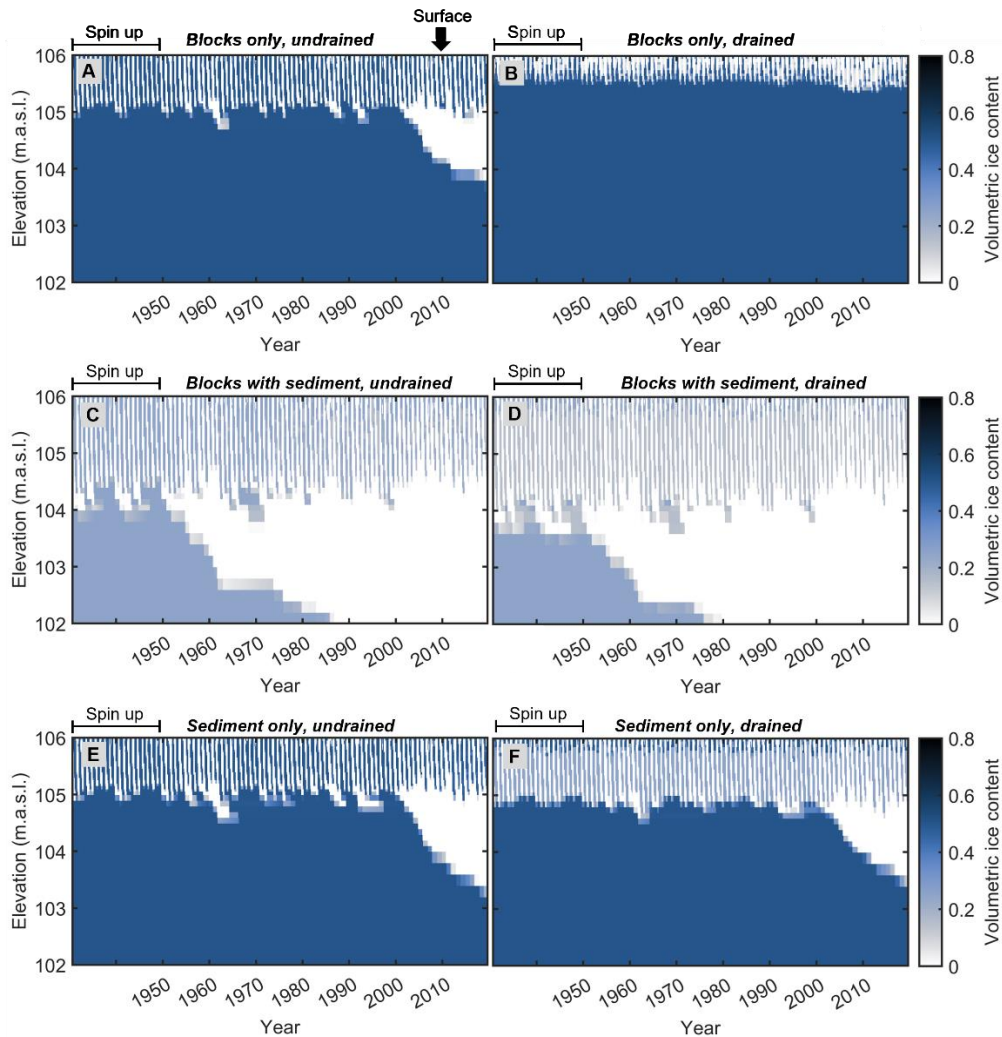 Surface
Spin up
Blocks only, undrained
Blocks only, drained
A
B
106
105
104
103
102
Elevation (m.a.s.l.)
1950 1960 1970 1980 1990 2000 2010
Year
1950 1960 1970 1980 1990 2000 2010
Year
0.8
0.6
0.4
0.2
0
Volumetric ice content
Spin up
Blocks with sediment, undrained
Spin up
Blocks with sediment, drained
C
D
106
105
104
103
102
Elevation (m.a.s.l.)
1950 1960 1970 1980 1990 2000 2010
Year
1950 1960 1970 1980 1990 2000 2010
Year
0.8
0.6
0.4
0.2
0
Volumetric ice content
Spin up
Sediment only, undrained
Spin up
Sediment only, drained
E
F
106
105
104
103
102
Elevation (m.a.s.l.)
1950 1960 1970 1980 1990 2000 2010
Year
1950 1960 1970 1980 1990 2000 2010
Year
0.8
0.6
0.4
0.2
0
Volumetric ice content